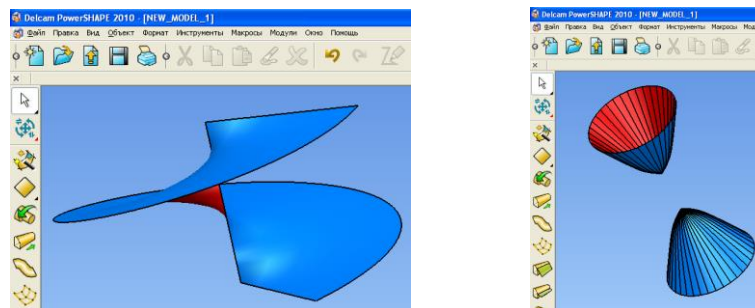 Delcam PowerSHAPE 2010 - [NEW_MODEL_1]
Файл Правка Вид Объект Формат Инструменты Макросы Модули Окно Помощь
Delcam PowerSHAPE 2010 - [NEW_MODEL_1]
Файл Правка Вид Объект Формат Инструменты Макросы